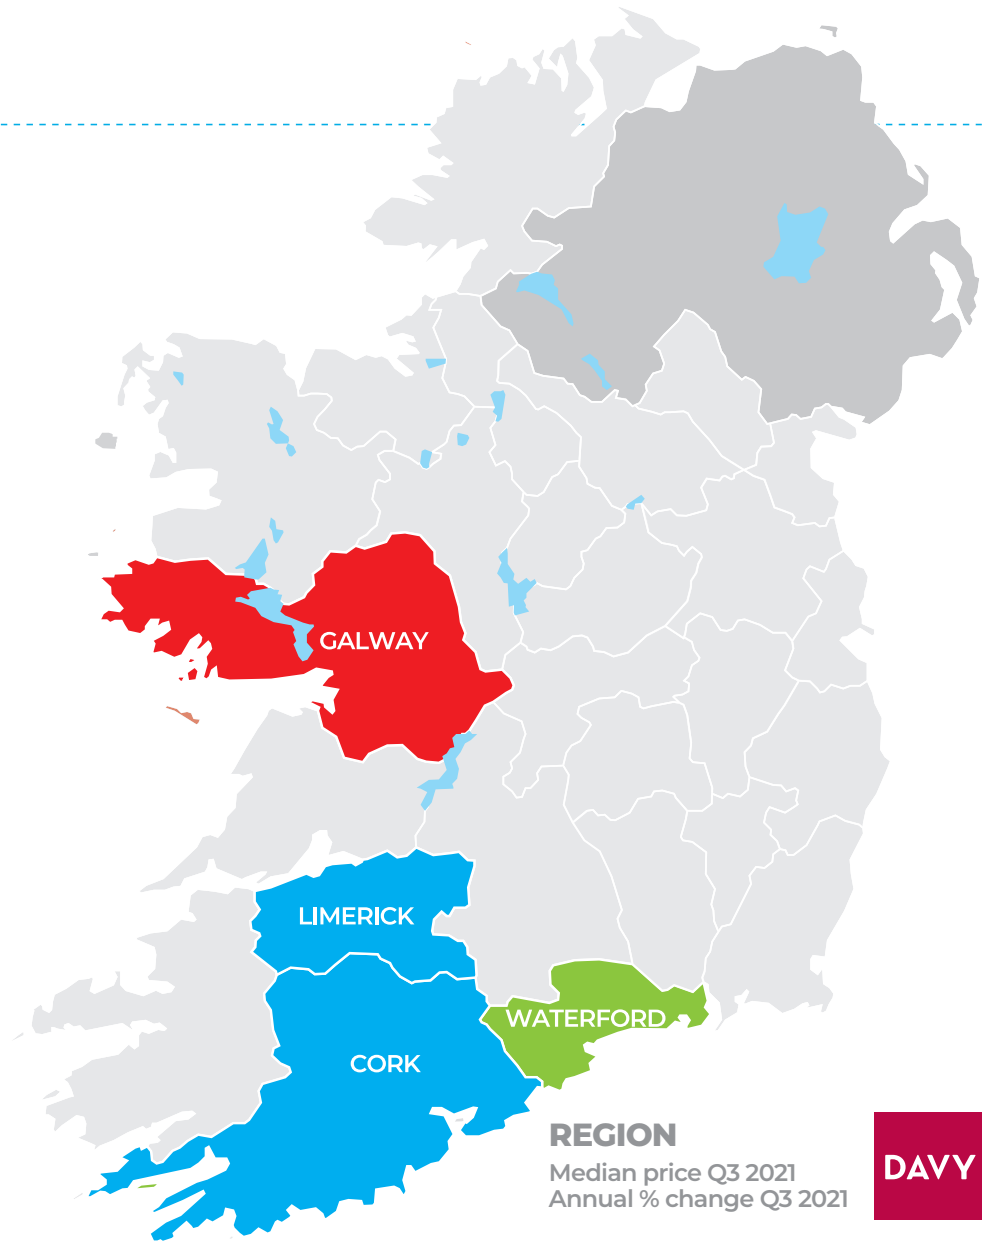 GALWAY
LIMERICK
WATERFORD
CORK
REGION
Median price Q3 2021
Annual % change Q3 2021
DAVY